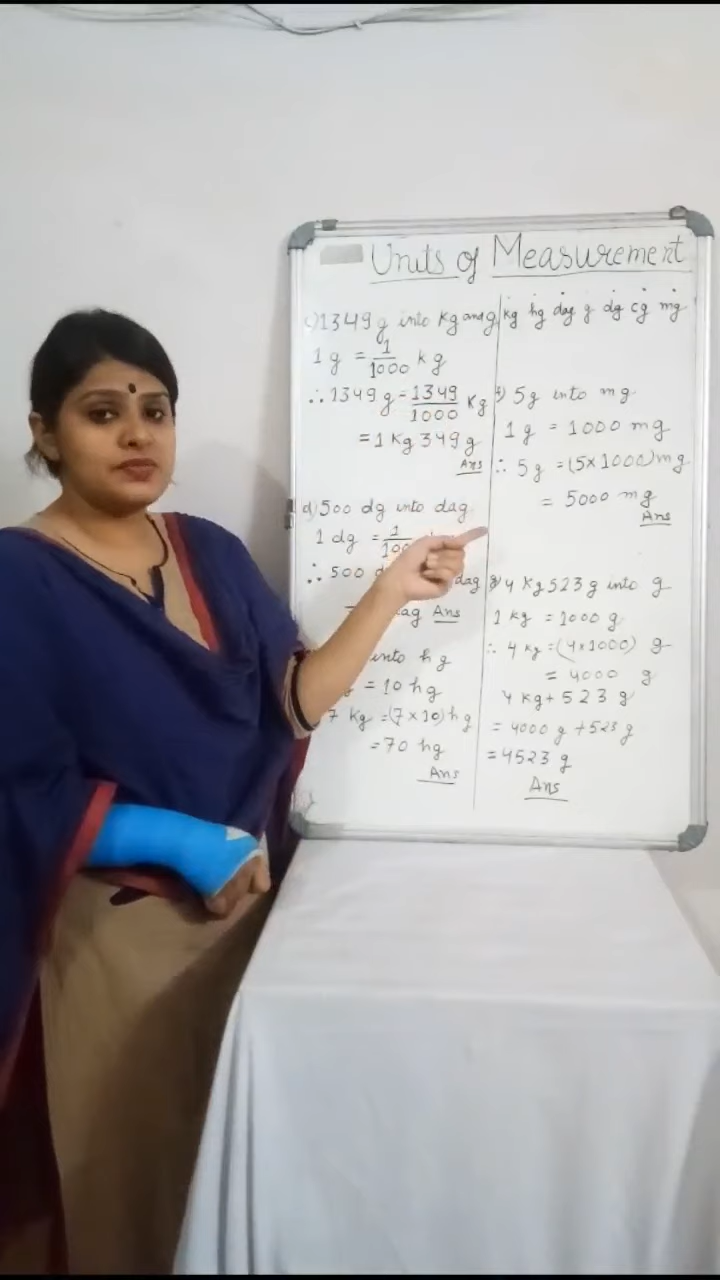 Units of Measurement
c) 1349 g into kg and g
1 g = 1/1000 kg
∴ 1349 g = 1349/1000 Kg
= 1 Kg 349 g
Ans
d) 500 dg into dag
1 dg = 1/100
∴ 500 dag
dag Ans
into hg
= 10 hg
7 Kg = (7 × 10) hg
= 70 hg
Ans
kg hg dag g dg cg mg
f) 5g into mg
1 g = 1000 mg
∴ 5g = (5×1000) mg
= 5000 mg
Ans
g) 4 Kg 523 g into g
1 kg = 1000 g
∴ 4 kg = (4×1000) g
= 4000 g
4 kg + 523 g
= 4000 g + 523 g
= 4523 g
Ans